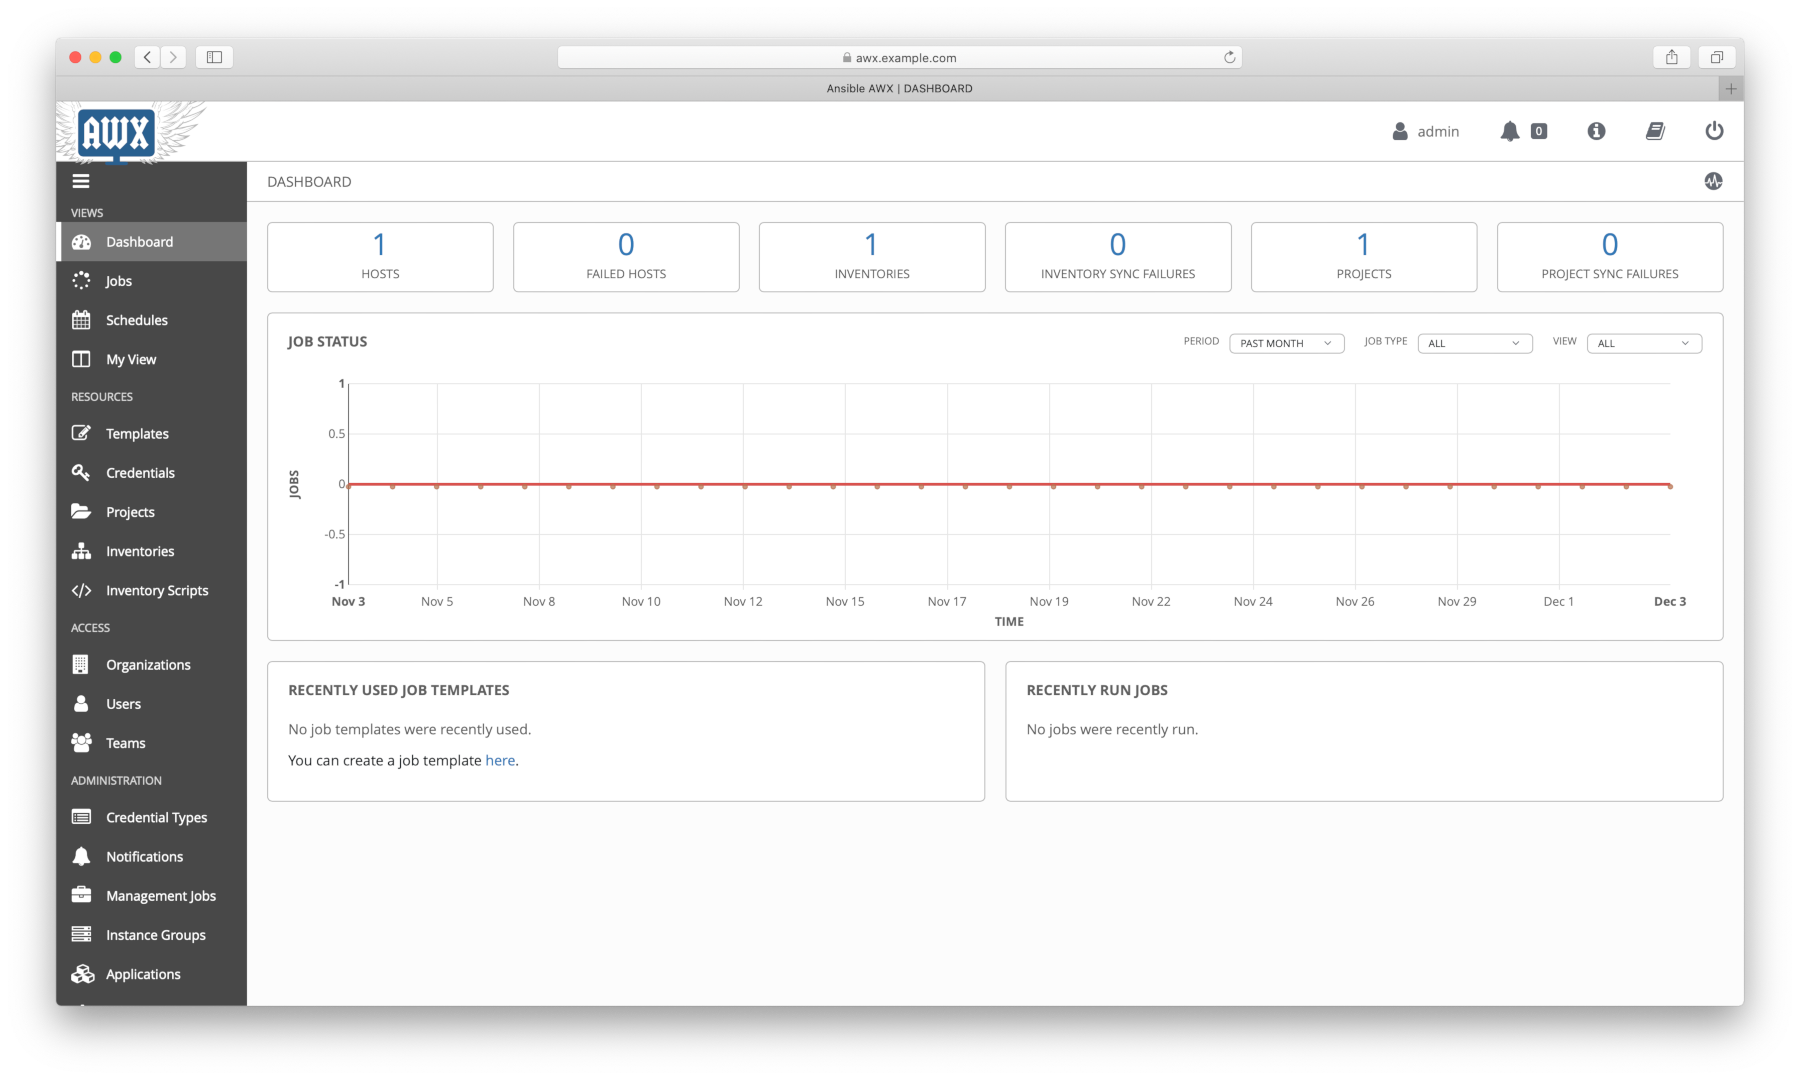 awx.example.com
Ansible AWX | DASHBOARD
AWX
admin
0
VIEWS
Dashboard
Jobs
Schedules
My View
RESOURCES
Templates
Credentials
Projects
Inventories
Inventory Scripts
ACCESS
Organizations
Users
Teams
ADMINISTRATION
Credential Types
Notifications
Management Jobs
Instance Groups
Applications
DASHBOARD
1
HOSTS
0
FAILED HOSTS
1
INVENTORIES
0
INVENTORY SYNC FAILURES
1
PROJECTS
0
PROJECT SYNC FAILURES
JOB STATUS
PERIOD PAST MONTH JOB TYPE ALL VIEW ALL
1
0.5
0
-0.5
-1
JOBS
Nov 3 Nov 5 Nov 8 Nov 10 Nov 12 Nov 15 Nov 17 Nov 19 Nov 22 Nov 24 Nov 26 Nov 29 Dec 1 Dec 3
TIME
RECENTLY USED JOB TEMPLATES
No job templates were recently used.
You can create a job template here.
RECENTLY RUN JOBS
No jobs were recently run.